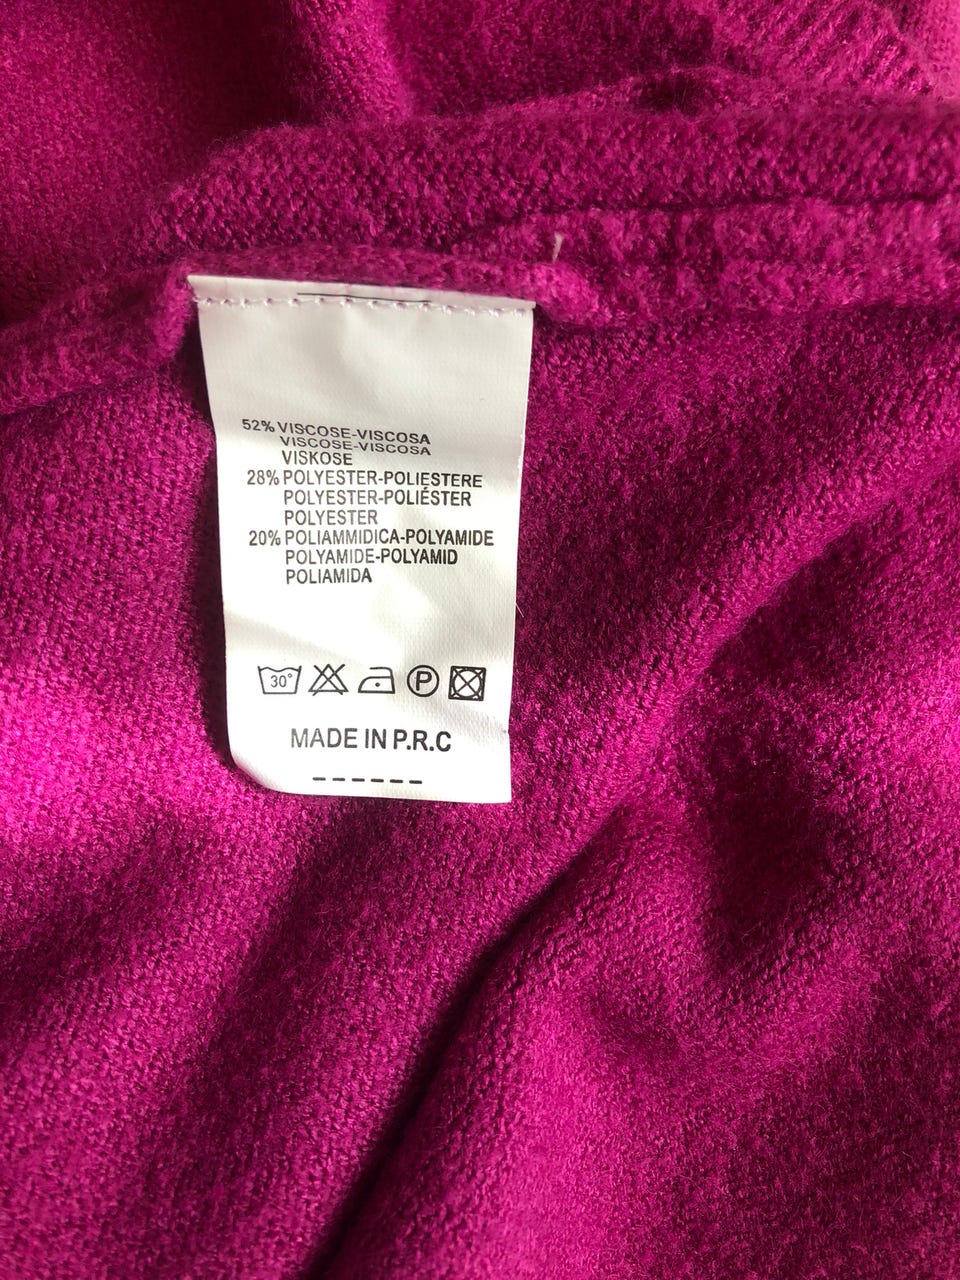 52% VISCOSE-VISCOSA
VISCOSE-VISCOSA
VISKOSE
28% POLYESTER-POLIESTERE
POLYESTER-POLIÉSTER
POLYESTER
20% POLIAMMIDICA-POLYAMIDE
POLYAMIDE-POLYAMID
POLIAMIDA
30° P
MADE IN P.R.C
------